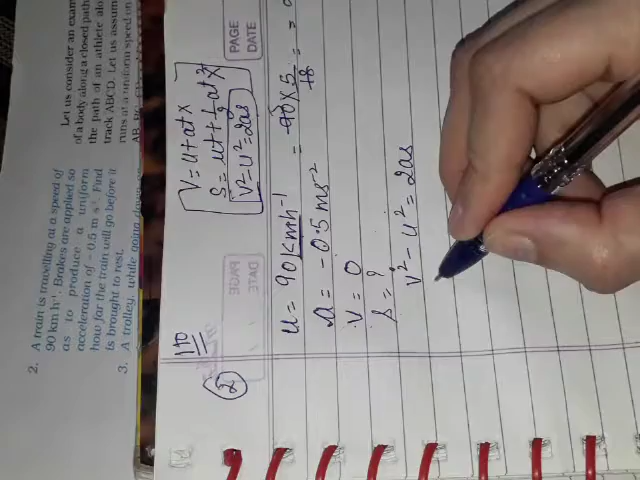 Let us consider an exam
of a body along a closed path
the path of an athlete alo
track ABCD. Let us assum
runs at a uniform speed on
2. A train is travelling at a speed of
90 km h⁻¹. Brakes are applied so
as to produce a uniform
acceleration of – 0.5 m s⁻². Find
how far the train will go before it
is brought to rest.
3. A trolley, while going down
PAGE
DATE
V = u + at x
S = ut + ½ at² x
V² - u² = 2as
110
②
u = 90 Kmh⁻¹ = 90 × 5/18 =
a = -0.5 ms⁻²
v = 0
s = ?
v² - u² = 2as